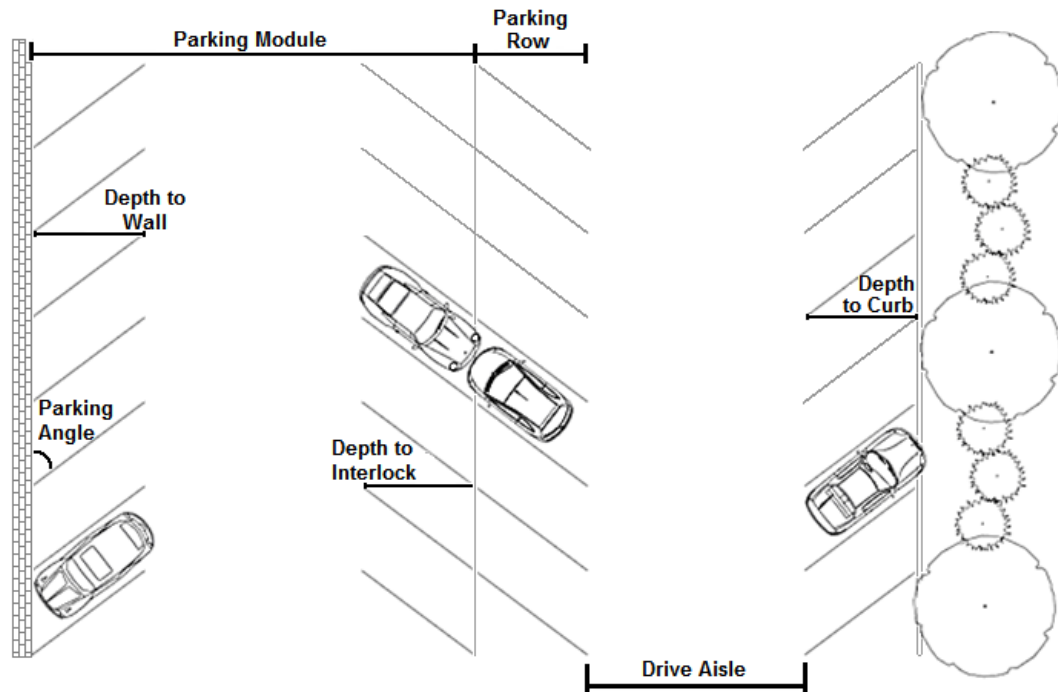 Parking Module
Parking
Row
Depth to
Wall
Depth
to Curb
Parking
Angle
Depth to
Interlock
Drive Aisle